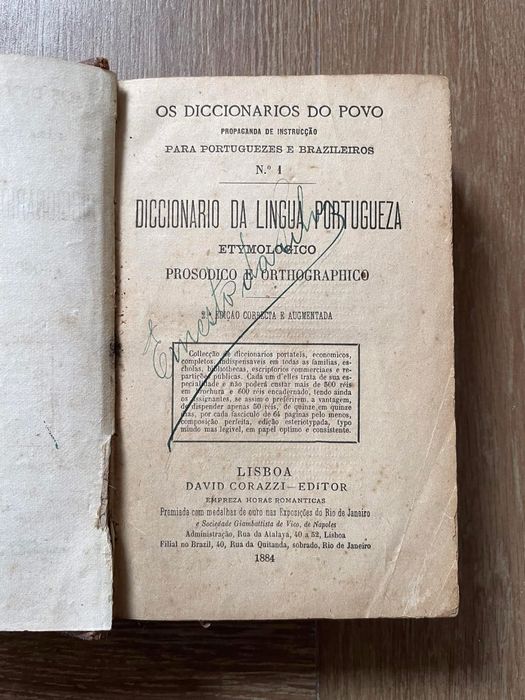 OS DICCIONARIOS DO POVO
PROPAGANDA DE INSTRUCÇÃO
PARA PORTUGUEZES E BRAZILEIROS
N.º 1
DICCIONARIO DA LINGUA PORTUGUEZA
ETYMOLOGICO
PROSODICO E ORTHOGRAPHICO
2.ª EDIÇÃO CORRECTA E AUGMENTADA
Ernesto da Silva
Collecção de diccionarios portateis, economicos,
completos, indispensaveis em todas as familias, es-
cholas, bibliothecas, escriptorios commerciaes e re-
partições publicas. Cada um d'elles trata de sua es-
pecialidade e não poderá custar mais de 500 réis
em brochura e 600 réis encadernado, tendo ainda
os assignantes, se assim o preferirem, a vantagem,
de dispender apenas 50 réis, de quinze em quinze
dias, por cada fasciculo de 64 paginas pelo menos,
composição perfeita, edição esteriotypada, typo
miudo mas legivel, em papel optimo e consistente.
LISBOA
DAVID CORAZZI—EDITOR
EMPREZA HORAS ROMANTICAS
Premiada com medalhas de ouro nas Exposições do Rio de Janeiro
e Sociedade Giambattista de Vico, de Napoles
Administração, Rua da Atalaya, 40 a 52, Lisboa
Filial no Brazil, 40, Rua da Quitanda, sobrado, Rio de Janeiro
1884